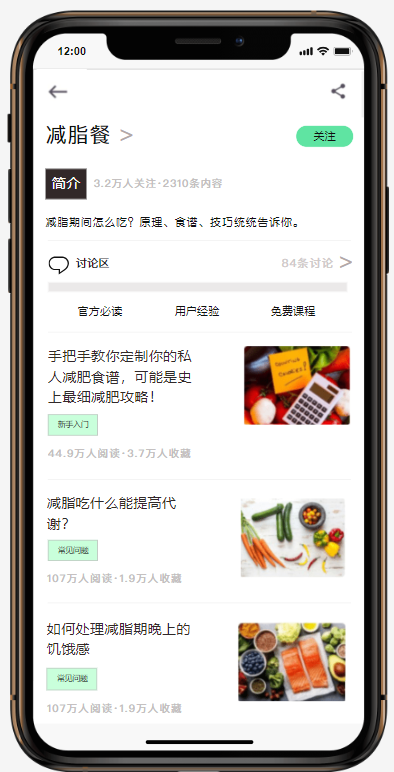 12:00
减脂餐 >
关注
简介 3.2万人关注·2310条内容
减脂期间怎么吃？原理、食谱、技巧统统告诉你。
讨论区 84条讨论 >
官方必读 用户经验 免费课程
手把手教你定制你的私
人减肥食谱，可能是史
上最细减肥攻略！
新手入门
44.9万人阅读·3.7万人收藏
减脂吃什么能提高代
谢？
常见问题
107万人阅读·1.9万人收藏
如何处理减脂期晚上的
饥饿感
常见问题
107万人阅读·1.9万人收藏